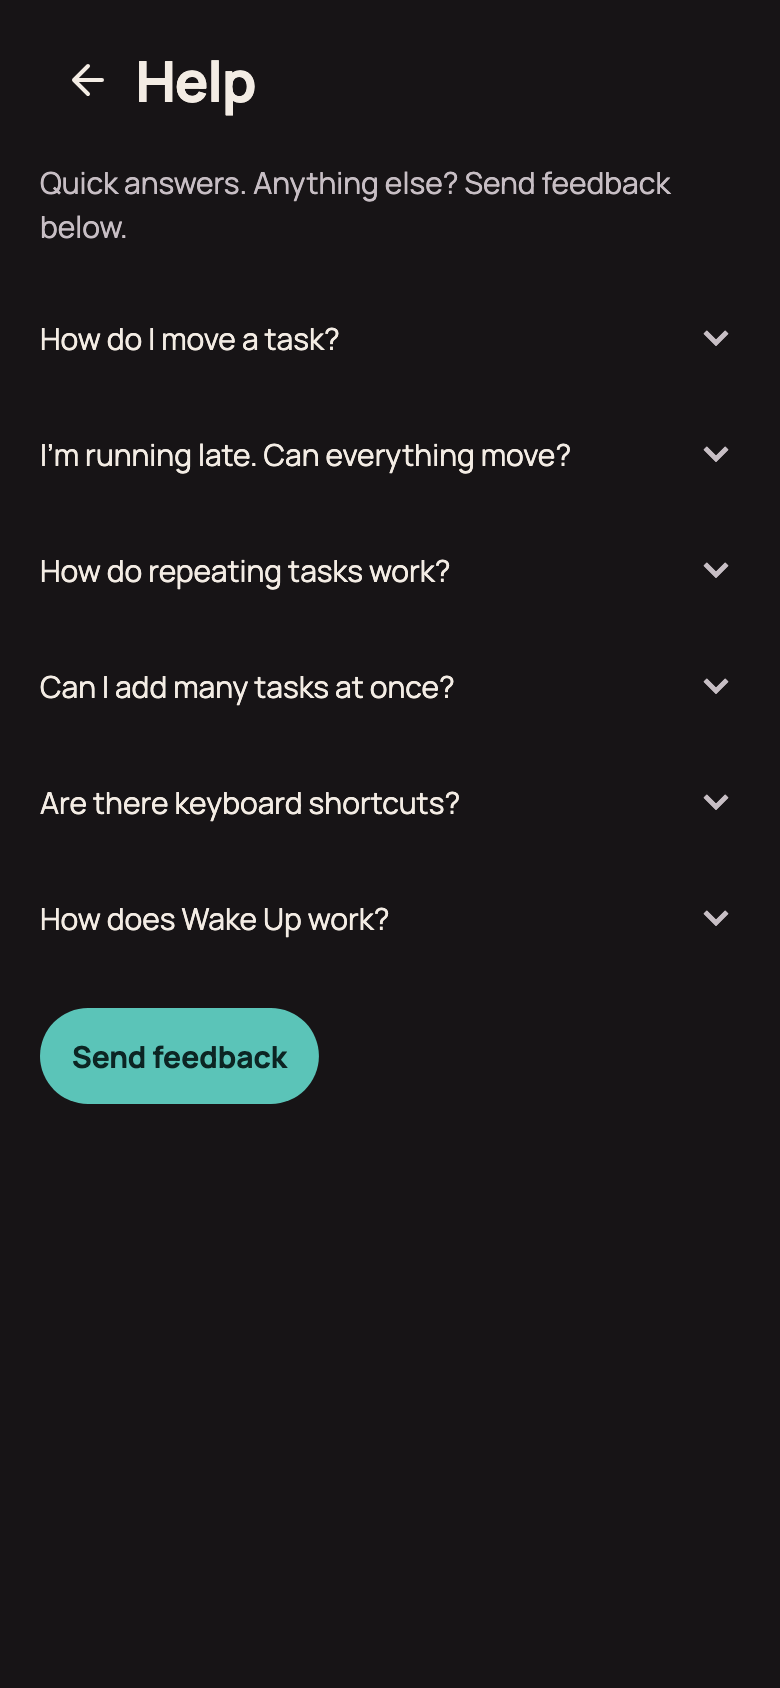 Help
Quick answers. Anything else? Send feedback
below.
How do I move a task?
I’m running late. Can everything move?
How do repeating tasks work?
Can I add many tasks at once?
Are there keyboard shortcuts?
How does Wake Up work?
Send feedback